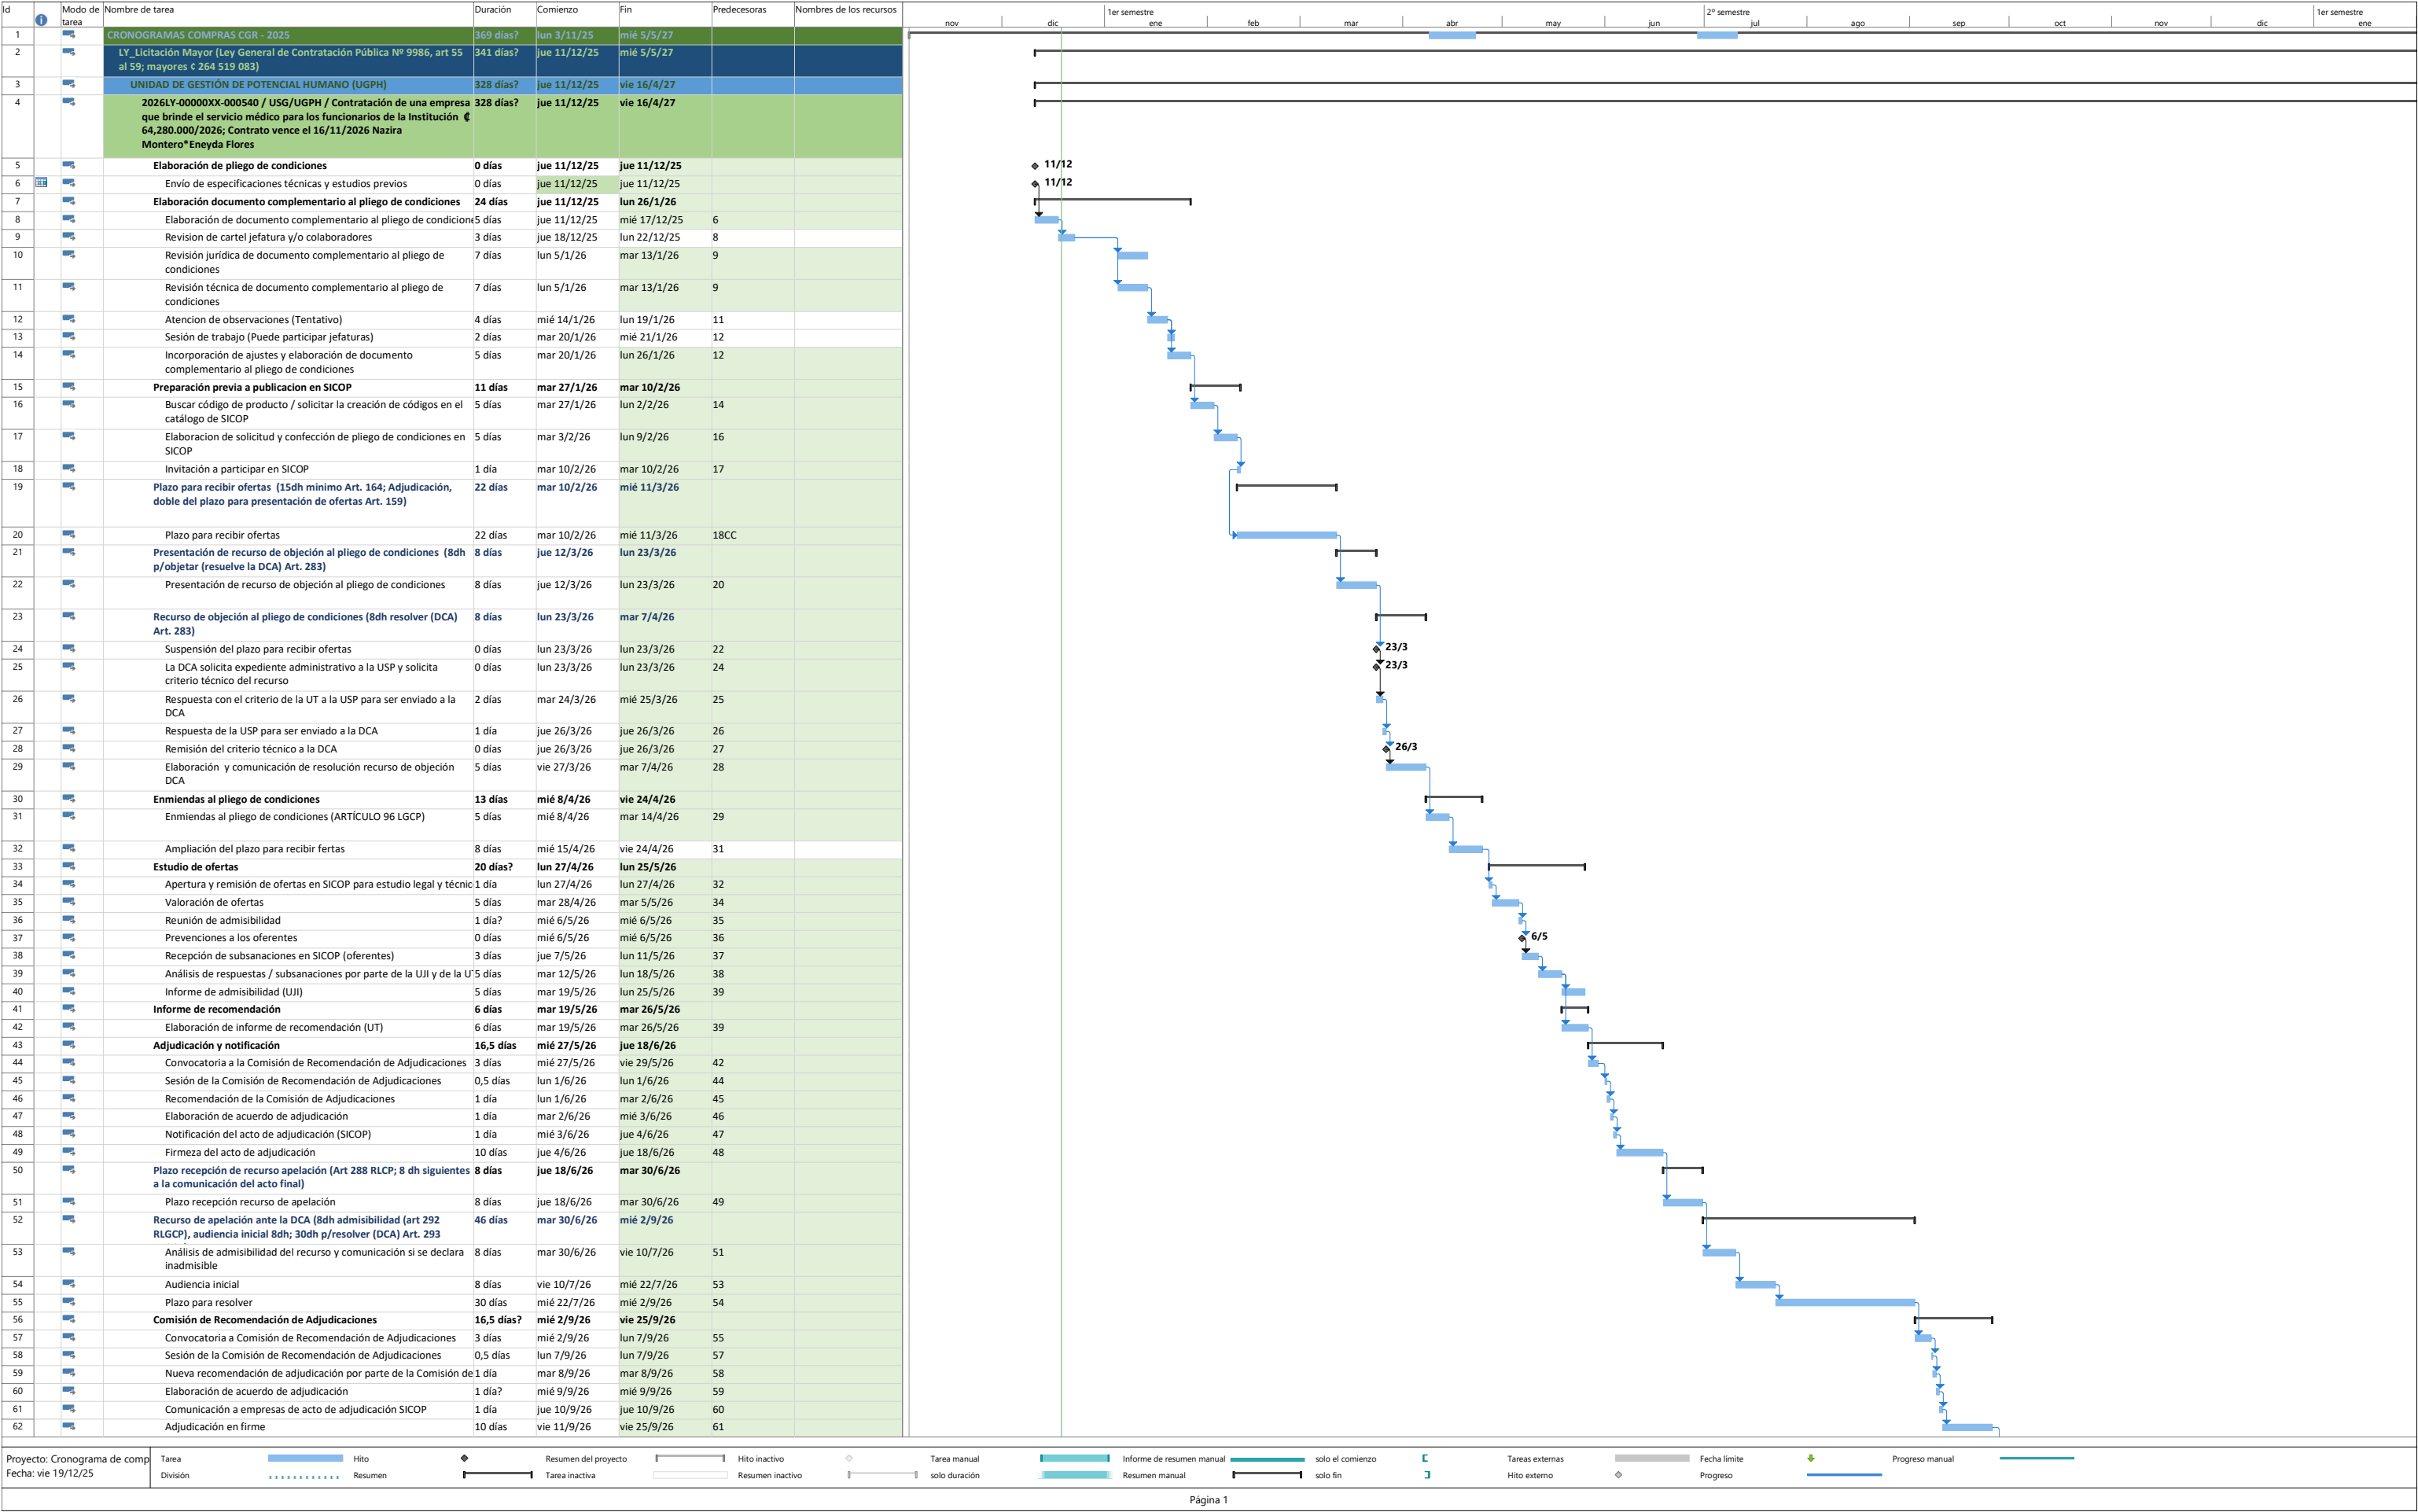 Id Modo de tarea Nombre de tarea Duración Comienzo Fin Predecesoras Nombres de los recursos
1er semestre 2º semestre 1er semestre
nov dic ene feb mar abr may jun jul ago sep oct nov dic ene
1 CRONOGRAMAS COMPRAS CGR - 2025 369 días? lun 3/11/25 mié 5/5/27
2 LY_Licitación Mayor (Ley General de Contratación Pública Nº 9986, art 55 341 días? jue 11/12/25 mié 5/5/27
al 59; mayores ¢ 264 519 083)
3 UNIDAD DE GESTIÓN DE POTENCIAL HUMANO (UGPH) 328 días? jue 11/12/25 vie 16/4/27
4 2026LY-00000XX-000540 / USG/UGPH / Contratación de una empresa 328 días? jue 11/12/25 vie 16/4/27
que brinde el servicio médico para los funcionarios de la Institución ₡
64,280.000/2026; Contrato vence el 16/11/2026 Nazira
Montero*Eneyda Flores
5 Elaboración de pliego de condiciones 0 días jue 11/12/25 jue 11/12/25 11/12
6 Envío de especificaciones técnicas y estudios previos 0 días jue 11/12/25 jue 11/12/25 11/12
7 Elaboración documento complementario al pliego de condiciones 24 días jue 11/12/25 lun 26/1/26
8 Elaboración de documento complementario al pliego de condicione 5 días jue 11/12/25 mié 17/12/25 6
9 Revision de cartel jefatura y/o colaboradores 3 días jue 18/12/25 lun 22/12/25 8
10 Revisión jurídica de documento complementario al pliego de 7 días lun 5/1/26 mar 13/1/26 9
condiciones
11 Revisión técnica de documento complementario al pliego de 7 días lun 5/1/26 mar 13/1/26 9
condiciones
12 Atencion de observaciones (Tentativo) 4 días mié 14/1/26 lun 19/1/26 11
13 Sesión de trabajo (Puede participar jefaturas) 2 días mar 20/1/26 mié 21/1/26 12
14 Incorporación de ajustes y elaboración de documento 5 días mar 20/1/26 lun 26/1/26 12
complementario al pliego de condiciones
15 Preparación previa a publicacion en SICOP 11 días mar 27/1/26 mar 10/2/26
16 Buscar código de producto / solicitar la creación de códigos en el 5 días mar 27/1/26 lun 2/2/26 14
catálogo de SICOP
17 Elaboracion de solicitud y confección de pliego de condiciones en 5 días mar 3/2/26 lun 9/2/26 16
SICOP
18 Invitación a participar en SICOP 1 día mar 10/2/26 mar 10/2/26 17
19 Plazo para recibir ofertas (15dh minimo Art. 164; Adjudicación, 22 días mar 10/2/26 mié 11/3/26
doble del plazo para presentación de ofertas Art. 159)
20 Plazo para recibir ofertas 22 días mar 10/2/26 mié 11/3/26 18CC
21 Presentación de recurso de objeción al pliego de condiciones (8dh 8 días jue 12/3/26 lun 23/3/26
p/objetar (resuelve la DCA) Art. 283)
22 Presentación de recurso de objeción al pliego de condiciones 8 días jue 12/3/26 lun 23/3/26 20
23 Recurso de objeción al pliego de condiciones (8dh resolver (DCA) 8 días lun 23/3/26 mar 7/4/26
Art. 283)
24 Suspensión del plazo para recibir ofertas 0 días lun 23/3/26 lun 23/3/26 22 23/3
25 La DCA solicita expediente administrativo a la USP y solicita 0 días lun 23/3/26 lun 23/3/26 24 23/3
criterio técnico del recurso
26 Respuesta con el criterio de la UT a la USP para ser enviado a la 2 días mar 24/3/26 mié 25/3/26 25
DCA
27 Respuesta de la USP para ser enviado a la DCA 1 día jue 26/3/26 jue 26/3/26 26
28 Remisión del criterio técnico a la DCA 0 días jue 26/3/26 jue 26/3/26 27 26/3
29 Elaboración y comunicación de resolución recurso de objeción 5 días vie 27/3/26 mar 7/4/26 28
DCA
30 Enmiendas al pliego de condiciones 13 días mié 8/4/26 vie 24/4/26
31 Enmiendas al pliego de condiciones (ARTÍCULO 96 LGCP) 5 días mié 8/4/26 mar 14/4/26 29
32 Ampliación del plazo para recibir fertas 8 días mié 15/4/26 vie 24/4/26 31
33 Estudio de ofertas 20 días? lun 27/4/26 lun 25/5/26
34 Apertura y remisión de ofertas en SICOP para estudio legal y técnic 1 día lun 27/4/26 lun 27/4/26 32
35 Valoración de ofertas 5 días mar 28/4/26 mar 5/5/26 34
36 Reunión de admisibilidad 1 día? mié 6/5/26 mié 6/5/26 35
37 Prevenciones a los oferentes 0 días mié 6/5/26 mié 6/5/26 36 6/5
38 Recepción de subsanaciones en SICOP (oferentes) 3 días jue 7/5/26 lun 11/5/26 37
39 Análisis de respuestas / subsanaciones por parte de la UJI y de la U 5 días mar 12/5/26 lun 18/5/26 38
40 Informe de admisibilidad (UJI) 5 días mar 19/5/26 lun 25/5/26 39
41 Informe de recomendación 6 días mar 19/5/26 mar 26/5/26
42 Elaboración de informe de recomendación (UT) 6 días mar 19/5/26 mar 26/5/26 39
43 Adjudicación y notificación 16,5 días mié 27/5/26 jue 18/6/26
44 Convocatoria a la Comisión de Recomendación de Adjudicaciones 3 días mié 27/5/26 vie 29/5/26 42
45 Sesión de la Comisión de Recomendación de Adjudicaciones 0,5 días lun 1/6/26 lun 1/6/26 44
46 Recomendación de la Comisión de Adjudicaciones 1 día lun 1/6/26 mar 2/6/26 45
47 Elaboración de acuerdo de adjudicación 1 día mar 2/6/26 mié 3/6/26 46
48 Notificación del acto de adjudicación (SICOP) 1 día mié 3/6/26 jue 4/6/26 47
49 Firmeza del acto de adjudicación 10 días jue 4/6/26 jue 18/6/26 48
50 Plazo recepción de recurso apelación (Art 288 RLCP; 8 dh siguientes 8 días jue 18/6/26 mar 30/6/26
a la comunicación del acto final)
51 Plazo recepción recurso de apelación 8 días jue 18/6/26 mar 30/6/26 49
52 Recurso de apelación ante la DCA (8dh admisibilidad (art 292 46 días mar 30/6/26 mié 2/9/26
RLGCP), audiencia inicial 8dh; 30dh p/resolver (DCA) Art. 293
53 Análisis de admisibilidad del recurso y comunicación si se declara 8 días mar 30/6/26 vie 10/7/26 51
inadmisible
54 Audiencia inicial 8 días vie 10/7/26 mié 22/7/26 53
55 Plazo para resolver 30 días mié 22/7/26 mié 2/9/26 54
56 Comisión de Recomendación de Adjudicaciones 16,5 días? mié 2/9/26 vie 25/9/26
57 Convocatoria a Comisión de Recomendación de Adjudicaciones 3 días mié 2/9/26 lun 7/9/26 55
58 Sesión de la Comisión de Recomendación de Adjudicaciones 0,5 días lun 7/9/26 lun 7/9/26 57
59 Nueva recomendación de adjudicación por parte de la Comisión de 1 día mar 8/9/26 mar 8/9/26 58
60 Elaboración de acuerdo de adjudicación 1 día? mié 9/9/26 mié 9/9/26 59
61 Comunicación a empresas de acto de adjudicación SICOP 1 día jue 10/9/26 jue 10/9/26 60
62 Adjudicación en firme 10 días vie 11/9/26 vie 25/9/26 61
Proyecto: Cronograma de comp
Fecha: vie 19/12/25
Tarea Hito Resumen del proyecto Hito inactivo Tarea manual Informe de resumen manual solo el comienzo Tareas externas Fecha límite Progreso manual
División Resumen Tarea inactiva Resumen inactivo solo duración Resumen manual solo fin Hito externo Progreso
Página 1